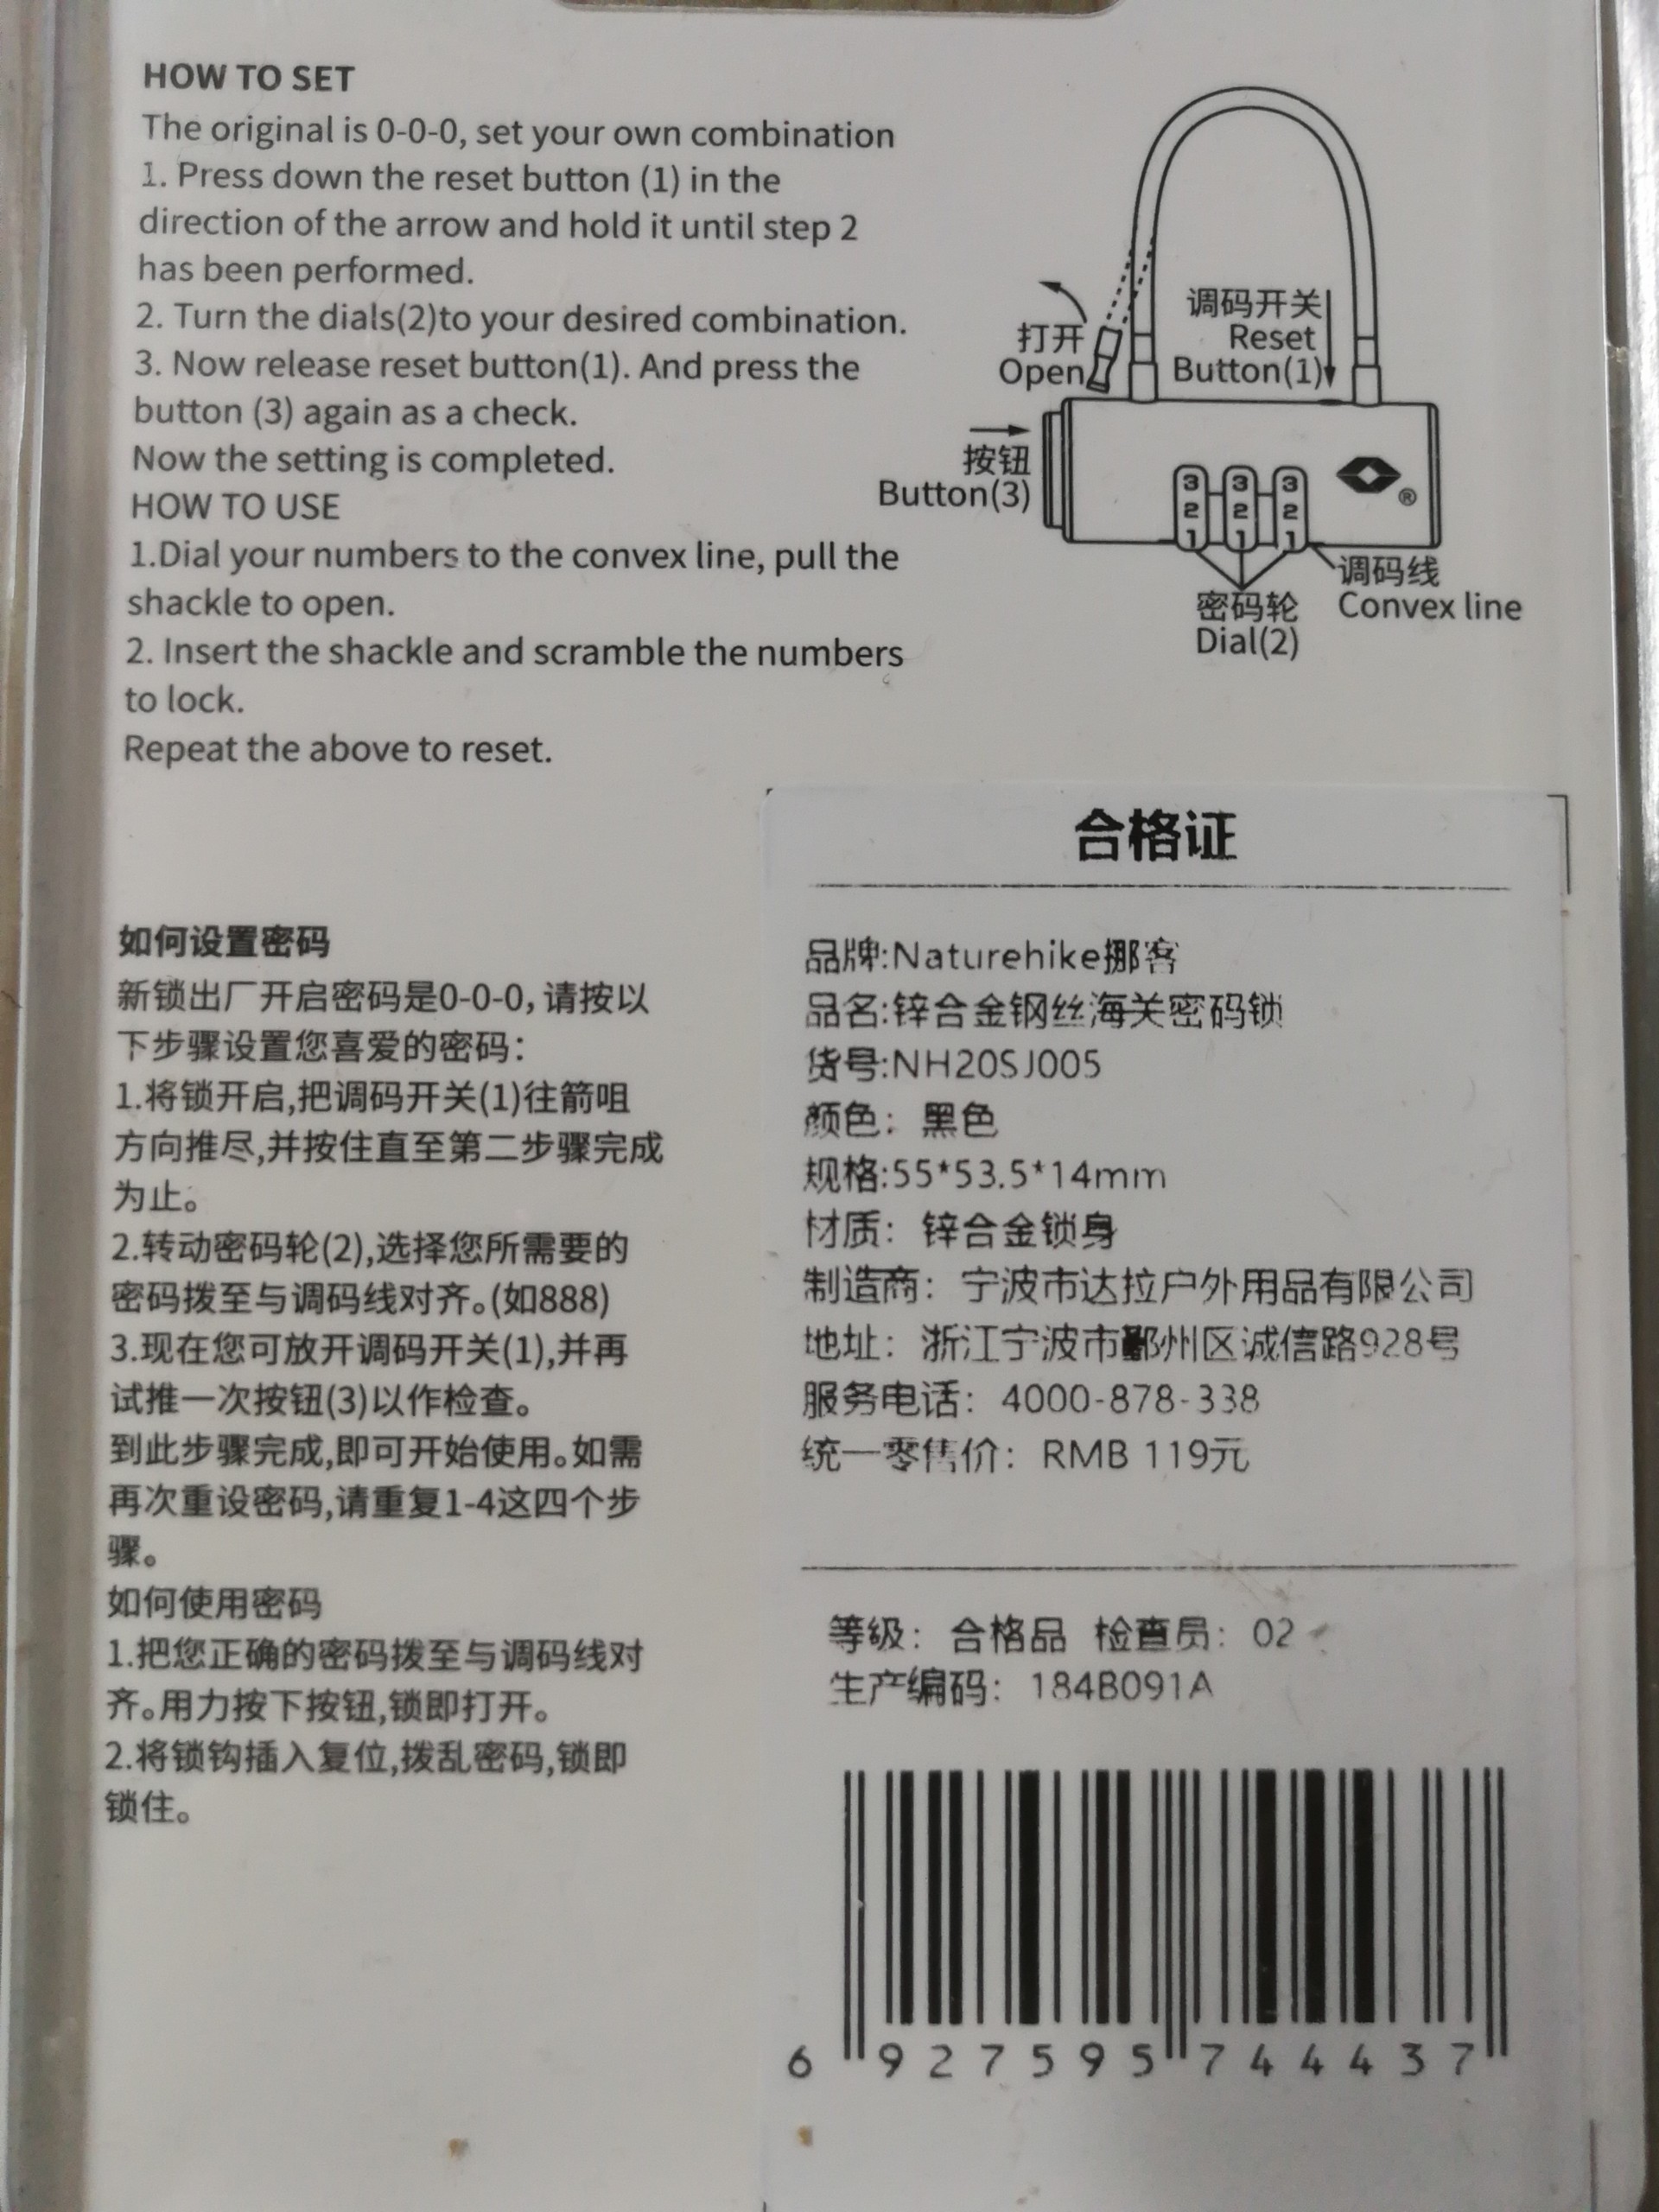 HOW TO SET
The original is 0-0-0, set your own combination
1. Press down the reset button (1) in the
direction of the arrow and hold it until step 2
has been performed.
2. Turn the dials(2)to your desired combination.
3. Now release reset button(1). And press the
button (3) again as a check.
Now the setting is completed.
HOW TO USE
1.Dial your numbers to the convex line, pull the
shackle to open.
2. Insert the shackle and scramble the numbers
to lock.
Repeat the above to reset.
打开
Open
调码开关
Reset
Button(1)
按钮
Button(3)
3 3 3
2 2 2
1 1 1
®
调码线
Convex line
密码轮
Dial(2)
如何设置密码
新锁出厂开启密码是0-0-0, 请按以
下步骤设置您喜爱的密码:
1.将锁开启,把调码开关(1)往箭咀
方向推尽,并按住直至第二步骤完成
为止。
2.转动密码轮(2),选择您所需要的
密码拨至与调码线对齐。(如888)
3.现在您可放开调码开关(1),并再
试推一次按钮(3)以作检查。
到此步骤完成,即可开始使用。如需
再次重设密码,请重复1-4这四个步
骤。
如何使用密码
1.把您正确的密码拨至与调码线对
齐。用力按下按钮,锁即打开。
2.将锁钩插入复位,拨乱密码,锁即
锁住。
合格证
品牌:Naturehike挪客
品名:锌合金钢丝海关密码锁
货号:NH20SJ005
颜色: 黑色
规格:55*53.5*14mm
材质: 锌合金锁身
制造商: 宁波市达拉户外用品有限公司
地址: 浙江宁波市鄞州区诚信路928号
服务电话: 4000-878-338
统一零售价: RMB 119元
等级: 合格品 检查员: 02
生产编码: 184B091A
6 927595 744437